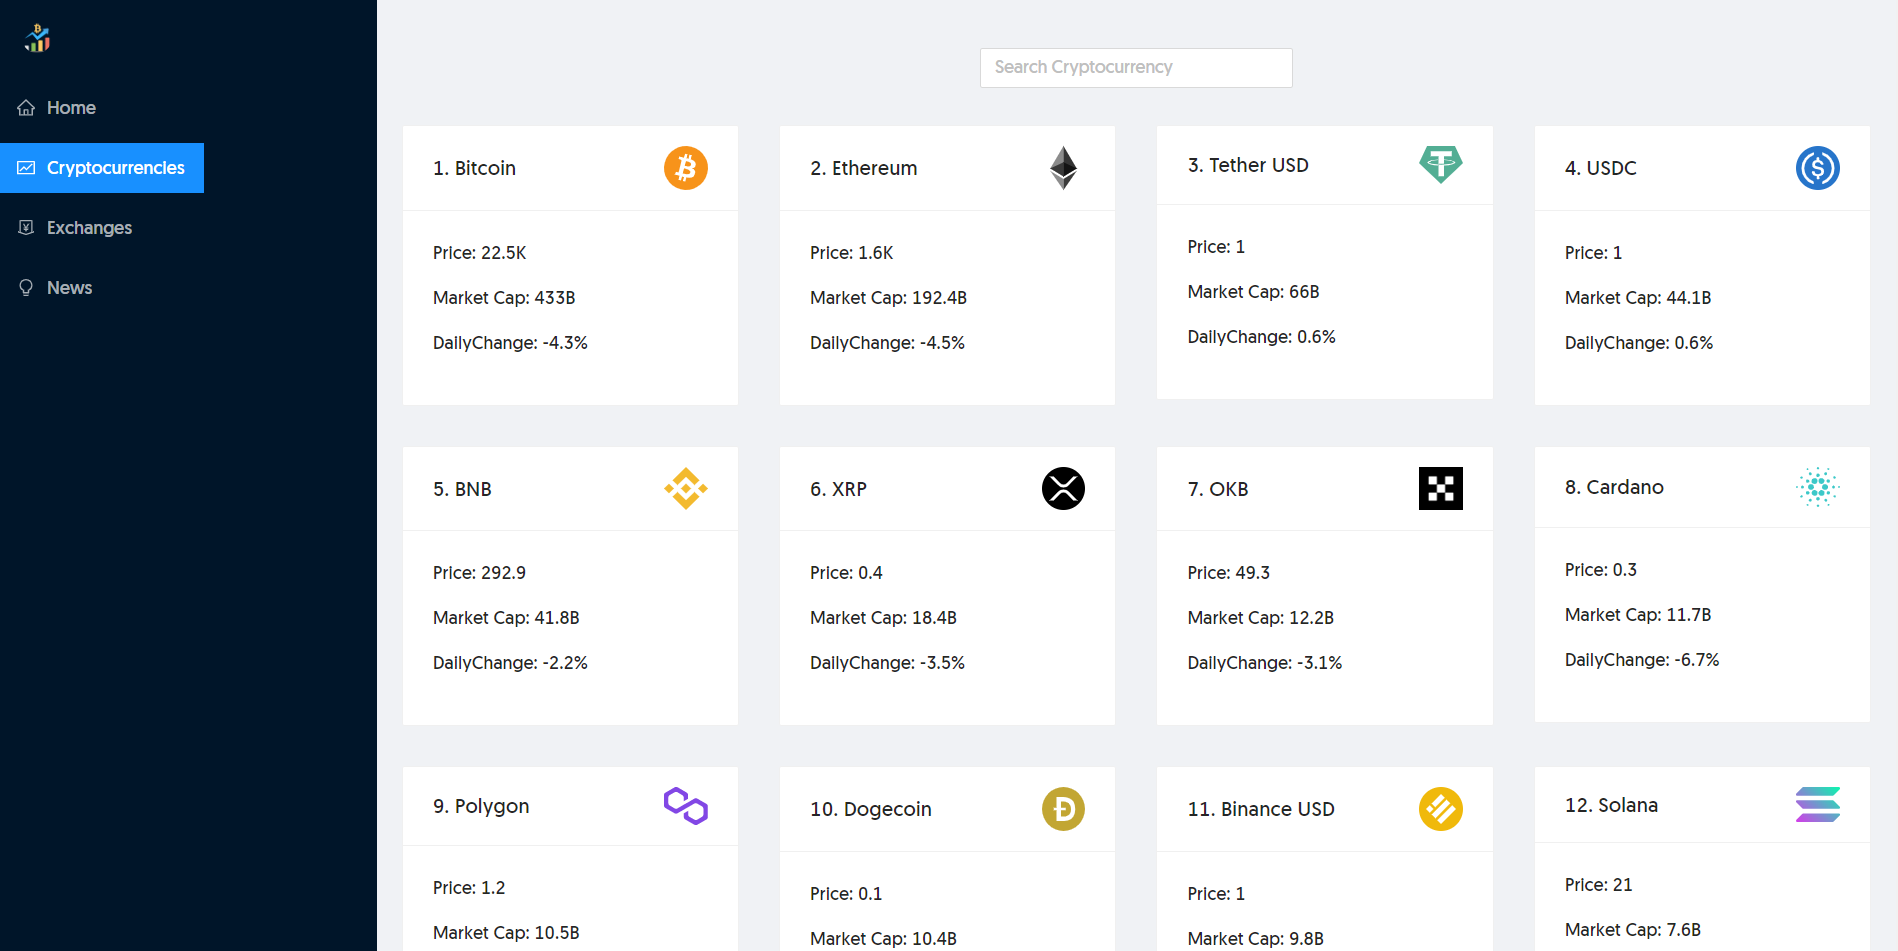 Home
Cryptocurrencies
Exchanges
News
Search Cryptocurrency
1. Bitcoin
Price: 22.5K
Market Cap: 433B
DailyChange: -4.3%
2. Ethereum
Price: 1.6K
Market Cap: 192.4B
DailyChange: -4.5%
3. Tether USD
Price: 1
Market Cap: 66B
DailyChange: 0.6%
4. USDC
Price: 1
Market Cap: 44.1B
DailyChange: 0.6%
5. BNB
Price: 292.9
Market Cap: 41.8B
DailyChange: -2.2%
6. XRP
Price: 0.4
Market Cap: 18.4B
DailyChange: -3.5%
7. OKB
Price: 49.3
Market Cap: 12.2B
DailyChange: -3.1%
8. Cardano
Price: 0.3
Market Cap: 11.7B
DailyChange: -6.7%
9. Polygon
Price: 1.2
Market Cap: 10.5B
10. Dogecoin
Price: 0.1
Market Cap: 10.4B
11. Binance USD
Price: 1
Market Cap: 9.8B
12. Solana
Price: 21
Market Cap: 7.6B